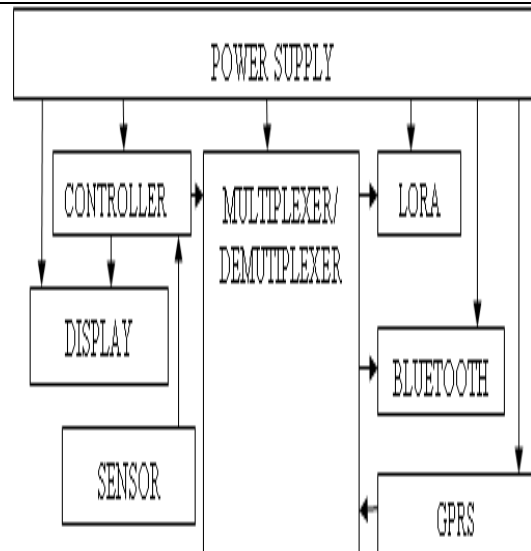 POWER SUPPLY
CONTROLLER
MULTIPLEXER/
DEMUTIPLEXER
LORA
DISPLAY
BLUETOOTH
SENSOR
GPRS